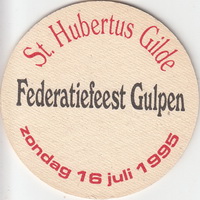 St. Hubertus Gilde
Federatiefeest Gulpen
zondag 16 juli 1995